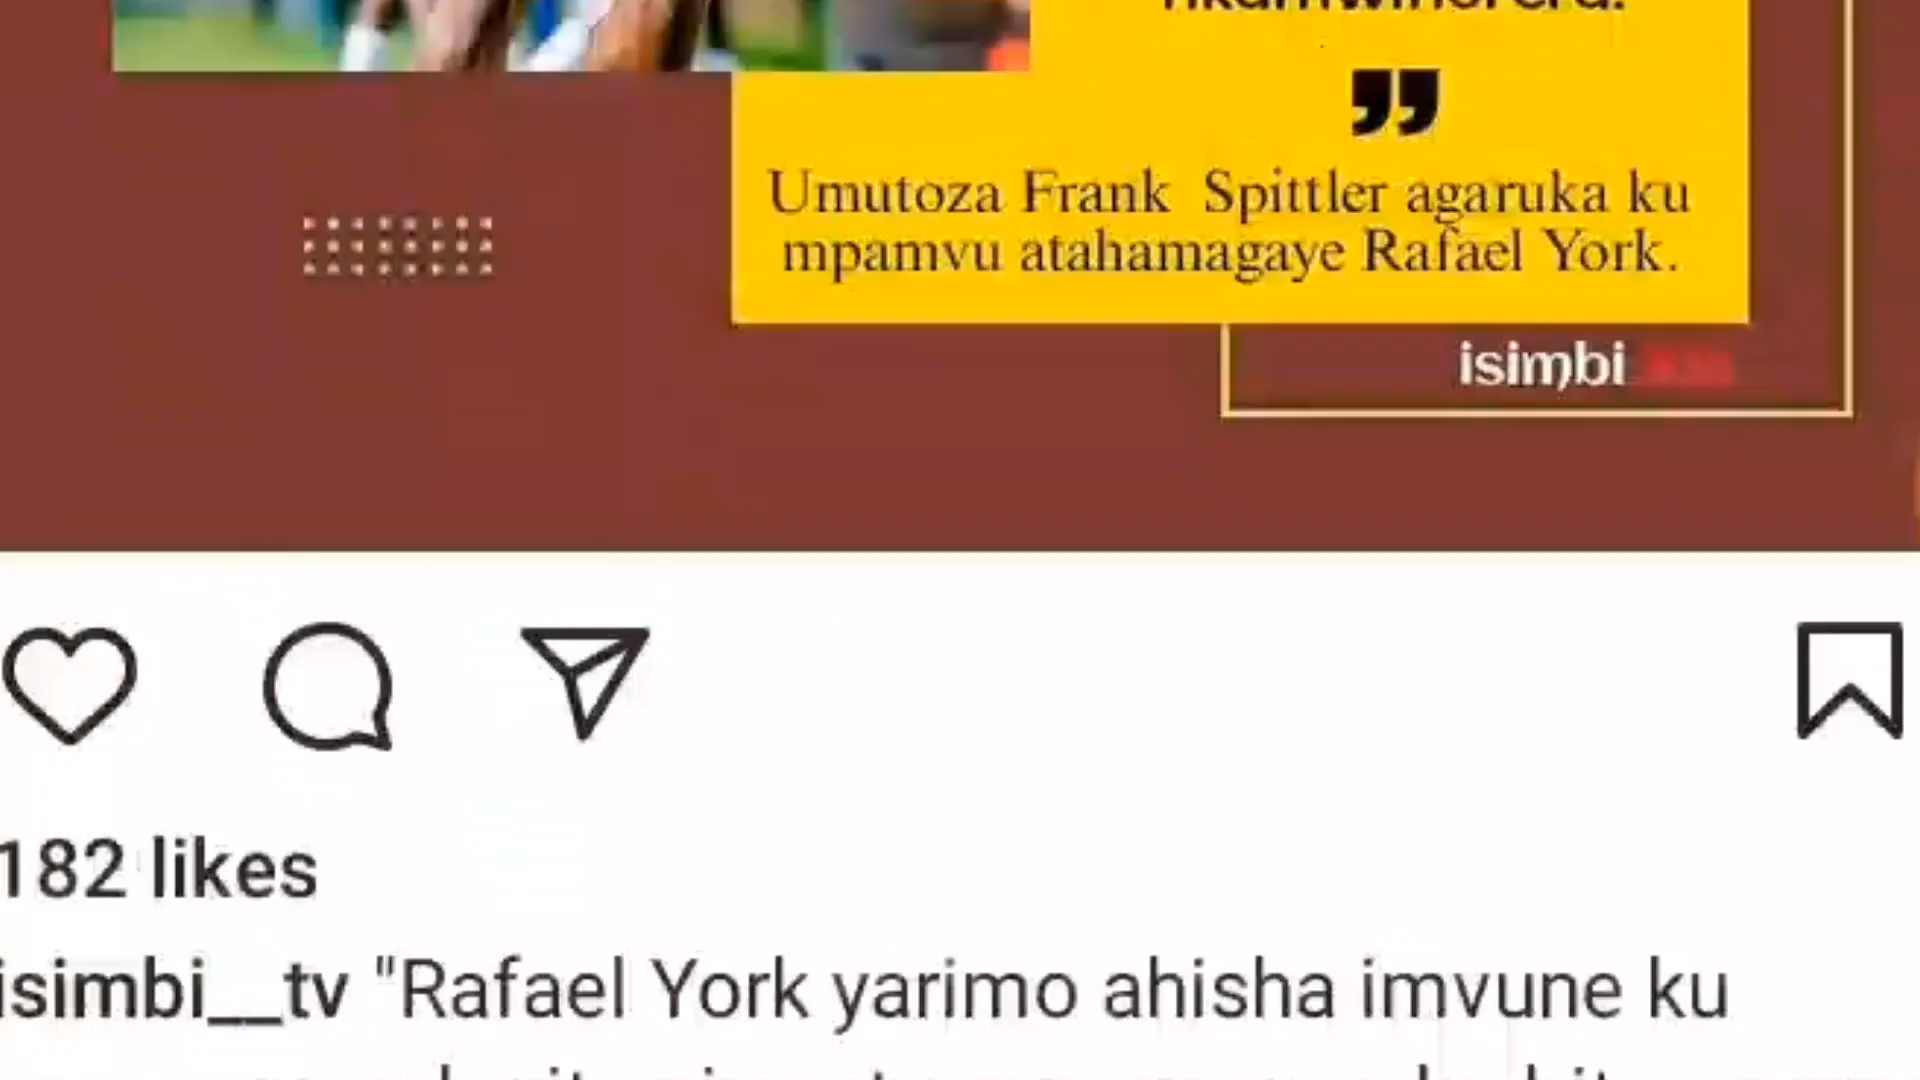 Umutoza Frank Spittler agaruka ku
mpamvu atahamagaye Rafael York.
isimbi
182 likes
isimbi__tv "Rafael York yarimo ahisha imvune ku